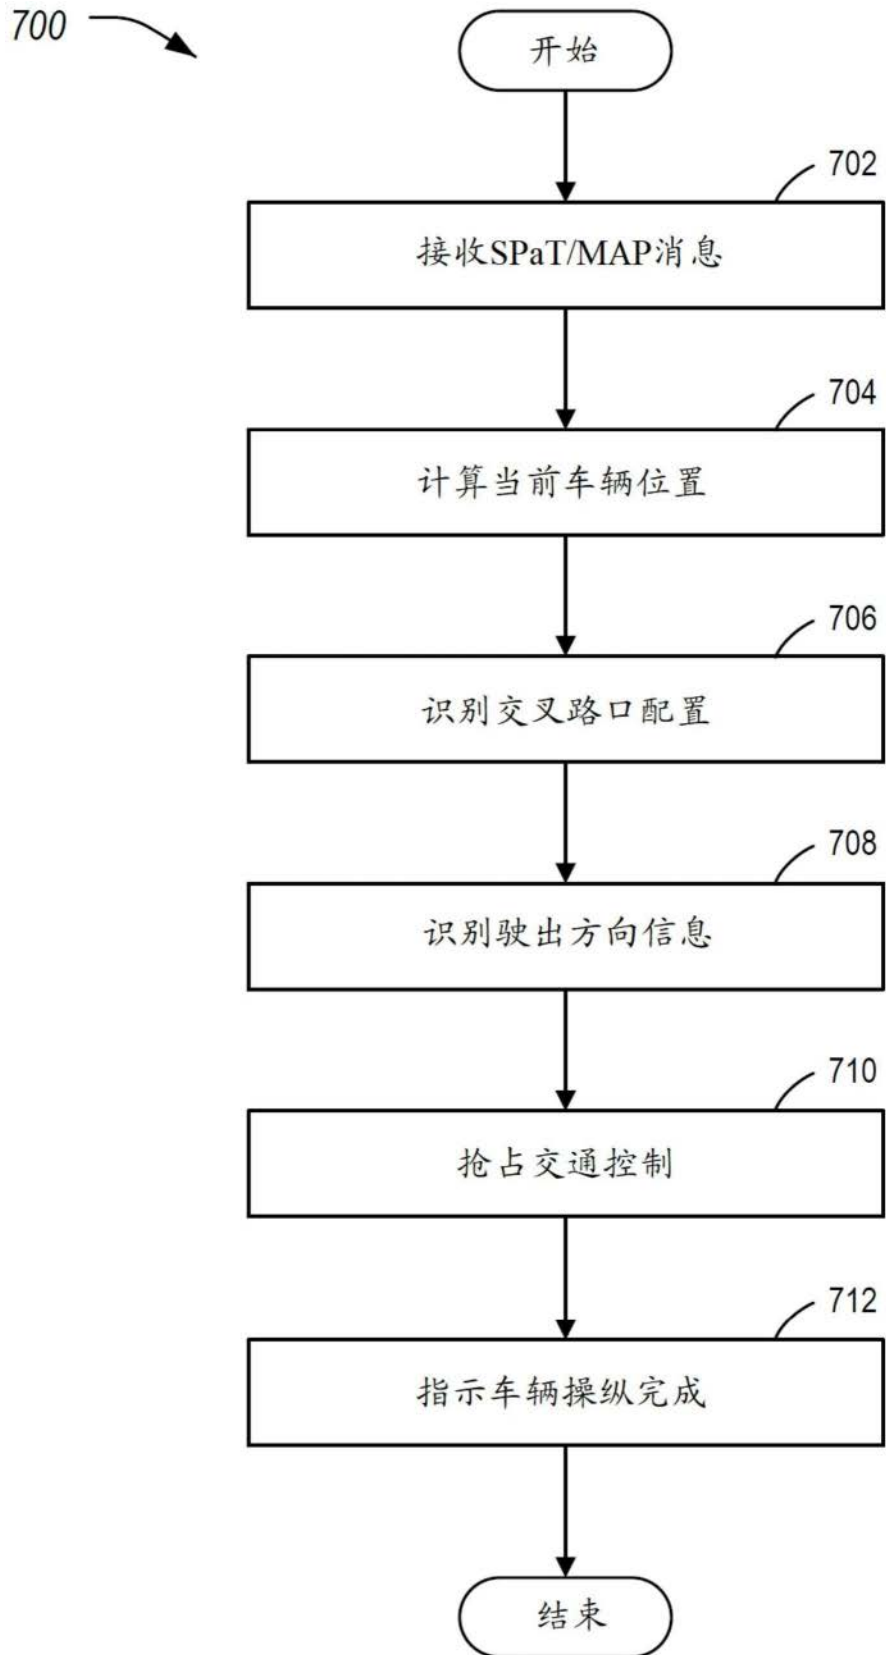 700
开始
702
接收SPaT/MAP消息
704
计算当前车辆位置
706
识别交叉路口配置
708
识别驶出方向信息
710
抢占交通控制
712
指示车辆操纵完成
结束